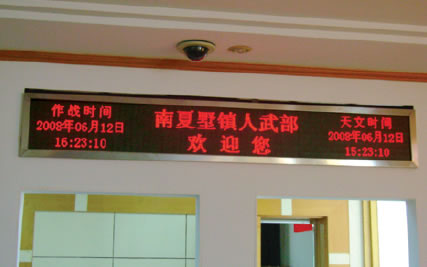 作战时间
2008年06月12日
15:23:10
南夏墅镇人武部
欢迎您
天文时间
2008年06月12日
15:23:10